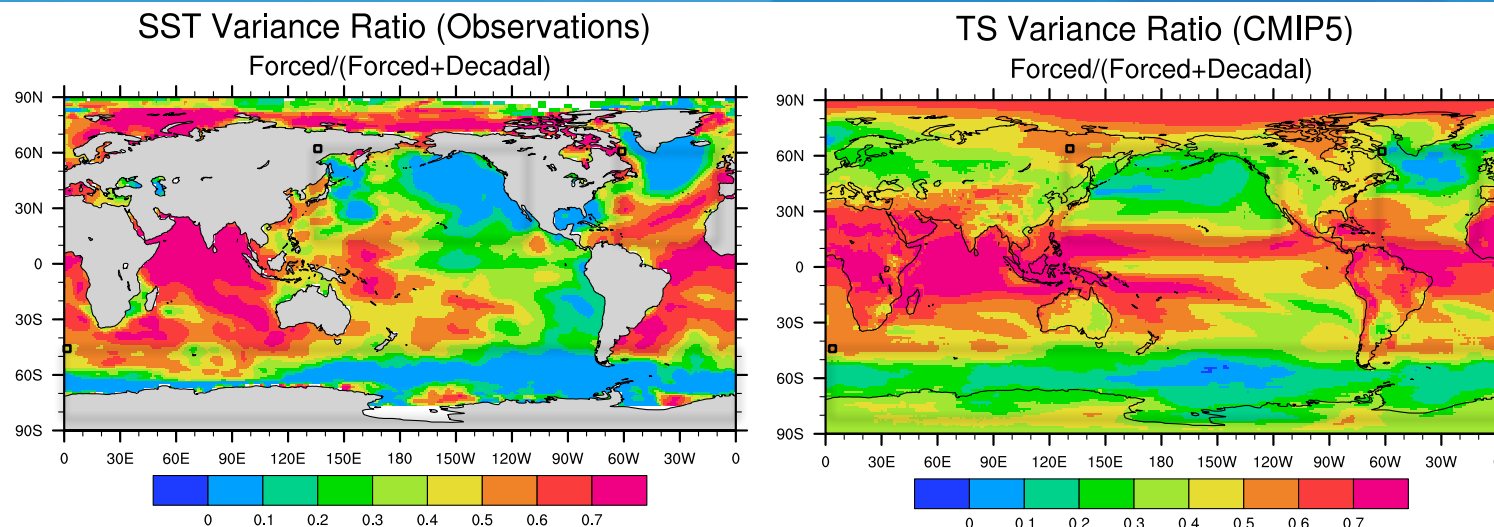 SST Variance Ratio (Observations)
Forced/(Forced+Decadal)
90N
60N
30N
0
30S
60S
90S
0 30E 60E 90E 120E 150E 180 150W 120W 90W 60W 30W 0
0 0.1 0.2 0.3 0.4 0.5 0.6 0.7
TS Variance Ratio (CMIP5)
Forced/(Forced+Decadal)
90N
60N
30N
0
30S
60S
90S
0 30E 60E 90E 120E 150E 180 150W 120W 90W 60W 30W
0 0.1 0.2 0.3 0.4 0.5 0.6 0.7